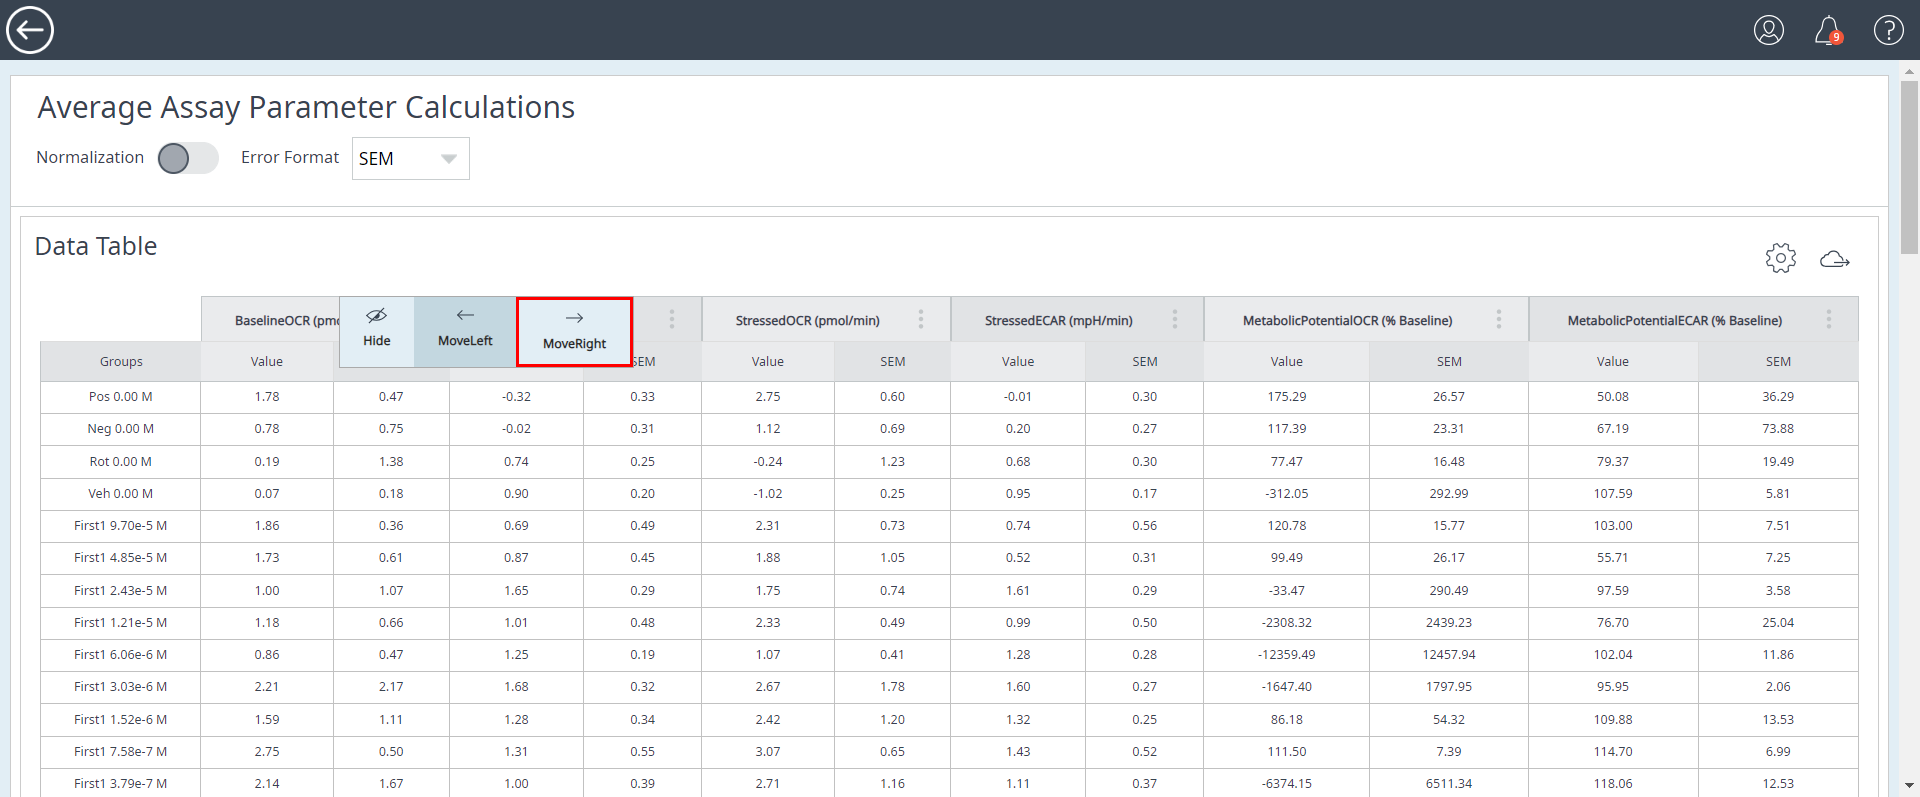 9 ?
Average Assay Parameter Calculations
Normalization Error Format SEM
Data Table
BaselineOCR (pmo Hide MoveLeft MoveRight StressedOCR (pmol/min) StressedECAR (mpH/min) MetabolicPotentialOCR (% Baseline) MetabolicPotentialECAR (% Baseline)
Groups Value SEM Value SEM Value SEM Value SEM Value SEM
Pos 0.00 M 1.78 0.47 -0.32 0.33 2.75 0.60 -0.01 0.30 175.29 26.57 50.08 36.29
Neg 0.00 M 0.78 0.75 -0.02 0.31 1.12 0.69 0.20 0.27 117.39 23.31 67.19 73.88
Rot 0.00 M 0.19 1.38 0.74 0.25 -0.24 1.23 0.68 0.30 77.47 16.48 79.37 19.49
Veh 0.00 M 0.07 0.18 0.90 0.20 -1.02 0.25 0.95 0.17 -312.05 292.99 107.59 5.81
First1 9.70e-5 M 1.86 0.36 0.69 0.49 2.31 0.73 0.74 0.56 120.78 15.77 103.00 7.51
First1 4.85e-5 M 1.73 0.61 0.87 0.45 1.88 1.05 0.52 0.31 99.49 26.17 55.71 7.25
First1 2.43e-5 M 1.00 1.07 1.65 0.29 1.75 0.74 1.61 0.29 -33.47 290.49 97.59 3.58
First1 1.21e-5 M 1.18 0.66 1.01 0.48 2.33 0.49 0.99 0.50 -2308.32 2439.23 76.70 25.04
First1 6.06e-6 M 0.86 0.47 1.25 0.19 1.07 0.41 1.28 0.28 -12359.49 12457.94 102.04 11.86
First1 3.03e-6 M 2.21 2.17 1.68 0.32 2.67 1.78 1.60 0.27 -1647.40 1797.95 95.95 2.06
First1 1.52e-6 M 1.59 1.11 1.28 0.34 2.42 1.20 1.32 0.25 86.18 54.32 109.88 13.53
First1 7.58e-7 M 2.75 0.50 1.31 0.55 3.07 0.65 1.43 0.52 111.50 7.39 114.70 6.99
First1 3.79e-7 M 2.14 1.67 1.00 0.39 2.71 1.16 1.11 0.37 -6374.15 6511.34 118.06 12.53